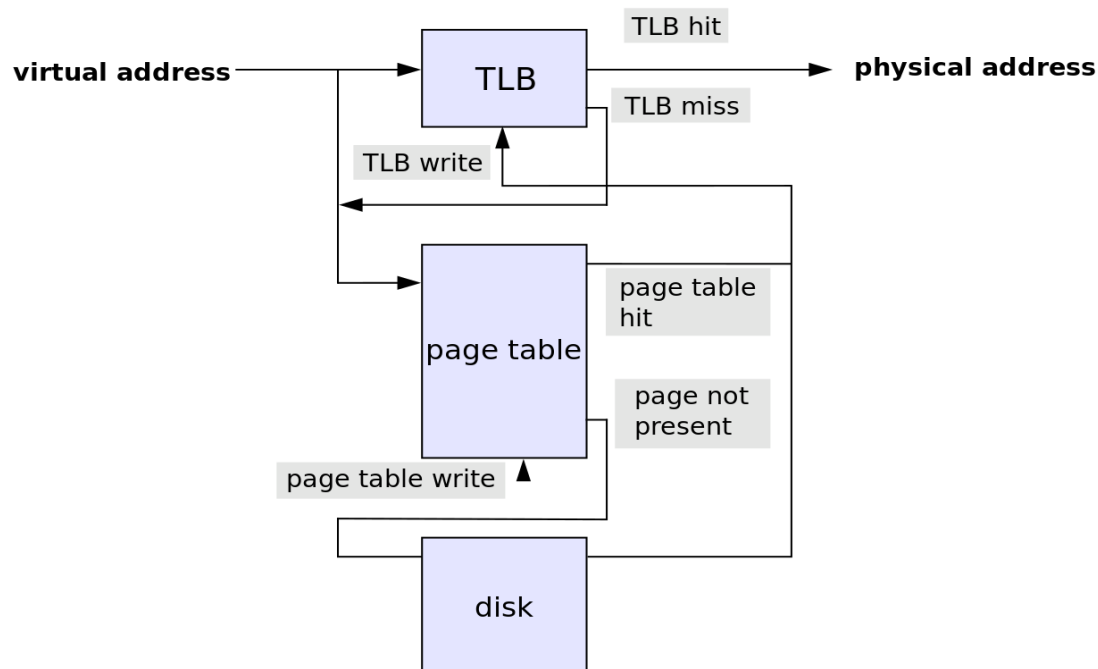 TLB hit
virtual address
TLB
physical address
TLB miss
TLB write
page table
hit
page table
page not
present
page table write
disk